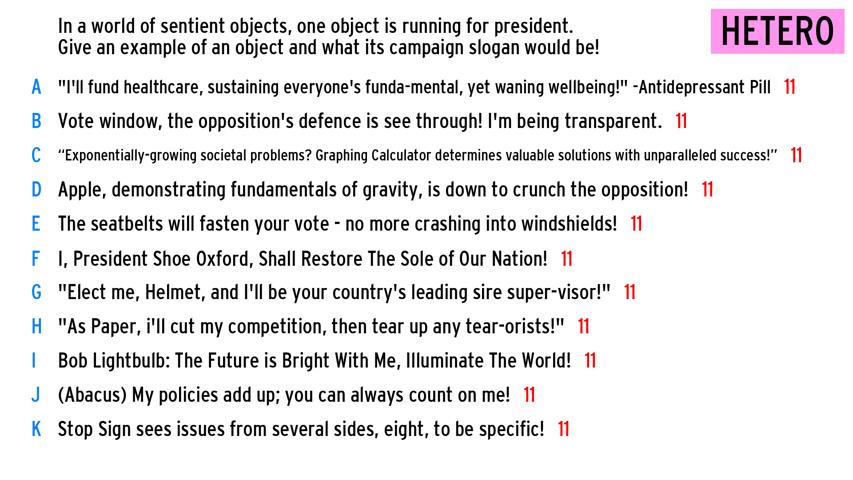 In a world of sentient objects, one object is running for president.
Give an example of an object and what its campaign slogan would be!
HETERO
A "I'll fund healthcare, sustaining everyone's funda-mental, yet waning wellbeing!" -Antidepressant Pill 11
B Vote window, the opposition's defence is see through! I'm being transparent. 11
C “Exponentially-growing societal problems? Graphing Calculator determines valuable solutions with unparalleled success!” 11
D Apple, demonstrating fundamentals of gravity, is down to crunch the opposition! 11
E The seatbelts will fasten your vote - no more crashing into windshields! 11
F I, President Shoe Oxford, Shall Restore The Sole of Our Nation! 11
G "Elect me, Helmet, and I'll be your country's leading sire super-visor!" 11
H "As Paper, i'll cut my competition, then tear up any tear-orists!" 11
I Bob Lightbulb: The Future is Bright With Me, Illuminate The World! 11
J (Abacus) My policies add up; you can always count on me! 11
K Stop Sign sees issues from several sides, eight, to be specific! 11